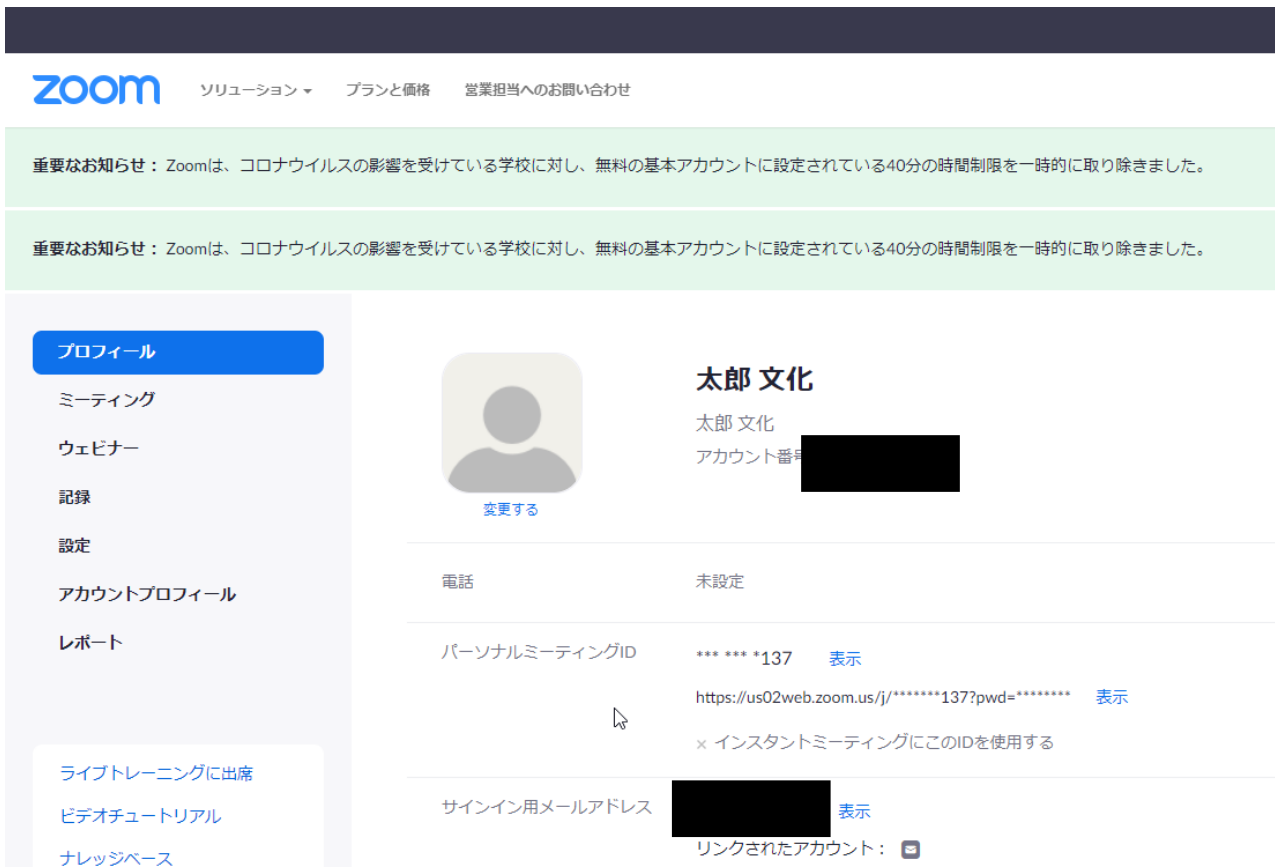 zoom ソリューション プランと価格 営業担当へのお問い合わせ
重要なお知らせ： Zoomは、コロナウイルスの影響を受けている学校に対し、無料の基本アカウントに設定されている40分の時間制限を一時的に取り除きました。
重要なお知らせ： Zoomは、コロナウイルスの影響を受けている学校に対し、無料の基本アカウントに設定されている40分の時間制限を一時的に取り除きました。
プロフィール
ミーティング
ウェビナー
記録
設定
アカウントプロフィール
レポート
ライブトレーニングに出席
ビデオチュートリアル
ナレッジベース
変更する
太郎 文化
太郎 文化
アカウント番号
電話 未設定
パーソナルミーティングID *** *** *137 表示
https://us02web.zoom.us/j/*******137?pwd=******** 表示
× インスタントミーティングにこのIDを使用する
サインイン用メールアドレス 表示
リンクされたアカウント：